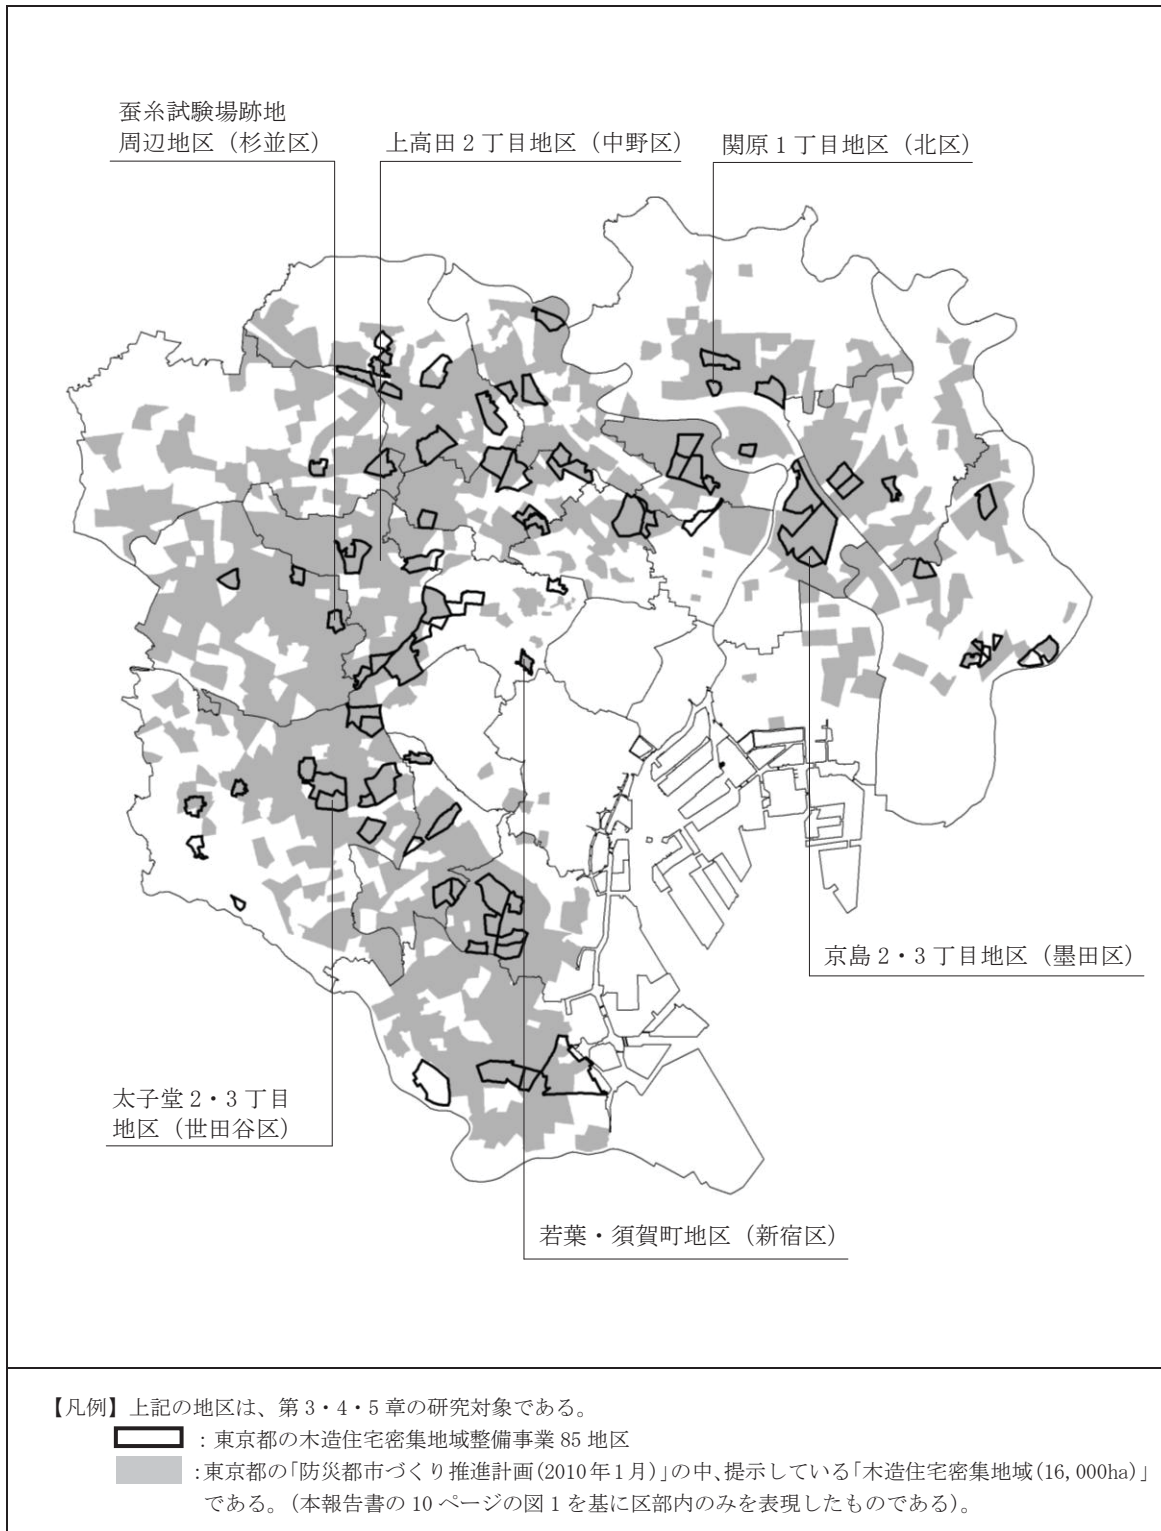 蚕糸試験場跡地
周辺地区（杉並区）
上高田２丁目地区（中野区）
関原１丁目地区（北区）
京島２・３丁目地区（墨田区）
太子堂２・３丁目
地区（世田谷区）
若葉・須賀町地区（新宿区）
【凡例】上記の地区は、第３・４・５章の研究対象である。
：東京都の木造住宅密集地域整備事業 85 地区
：東京都の「防災都市づくり推進計画(2010年１月)」の中、提示している「木造住宅密集地域(16,000ha)」
である。（本報告書の 10 ページの図１を基に区部内のみを表現したものである）。